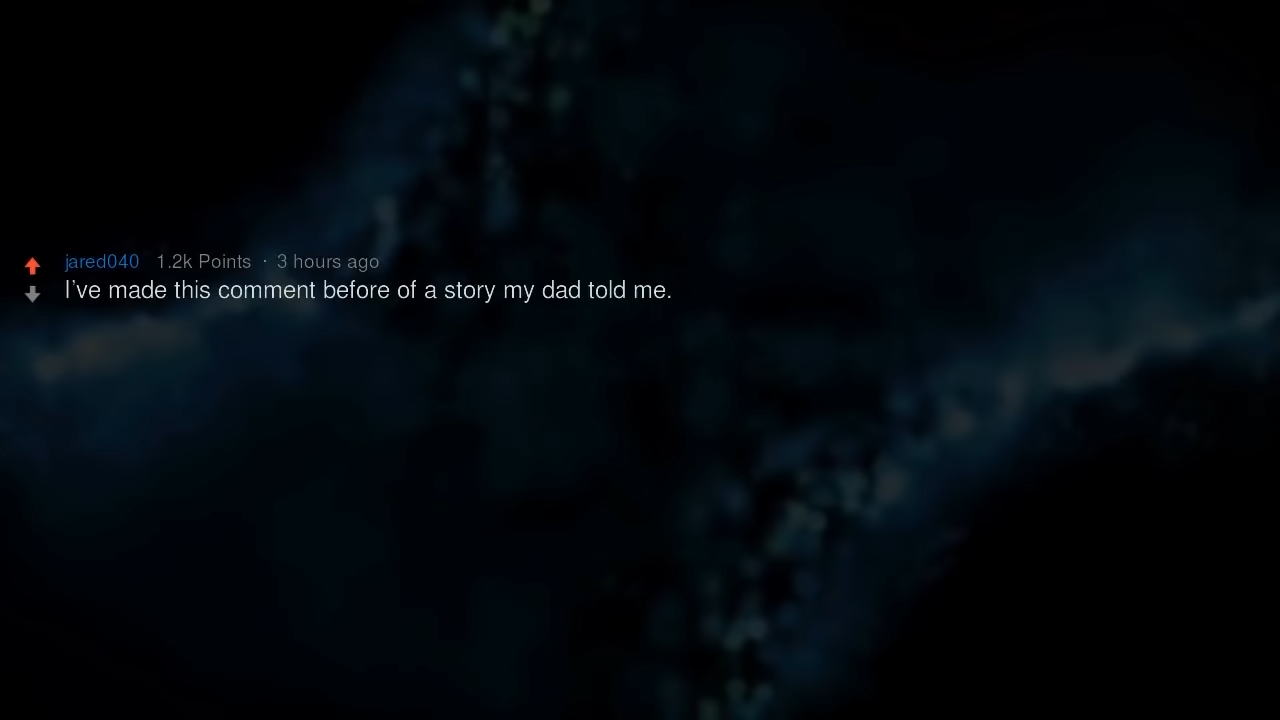 jared040 1.2k Points · 3 hours ago
I've made this comment before of a story my dad told me.